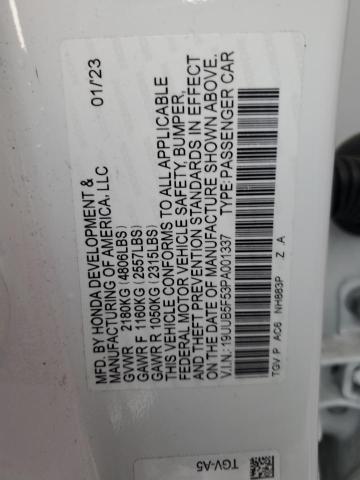 MFD. BY HONDA DEVELOPMENT & 01/23
MANUFACTURING OF AMERICA, LLC
GVWR 2180KG (4806LBS)
GAWR F 1160KG (2557LBS)
GAWR R 1050KG (2315LBS)
THIS VEHICLE CONFORMS TO ALL APPLICABLE
FEDERAL MOTOR VEHICLE SAFETY, BUMPER,
AND THEFT PREVENTION STANDARDS IN EFFECT
ON THE DATE OF MANUFACTURE SHOWN ABOVE.
V.I.N.: 19UUB5F53PA001337 TYPE: PASSENGER CAR
TGV P AC6 NH883P Z A
TGV-A5